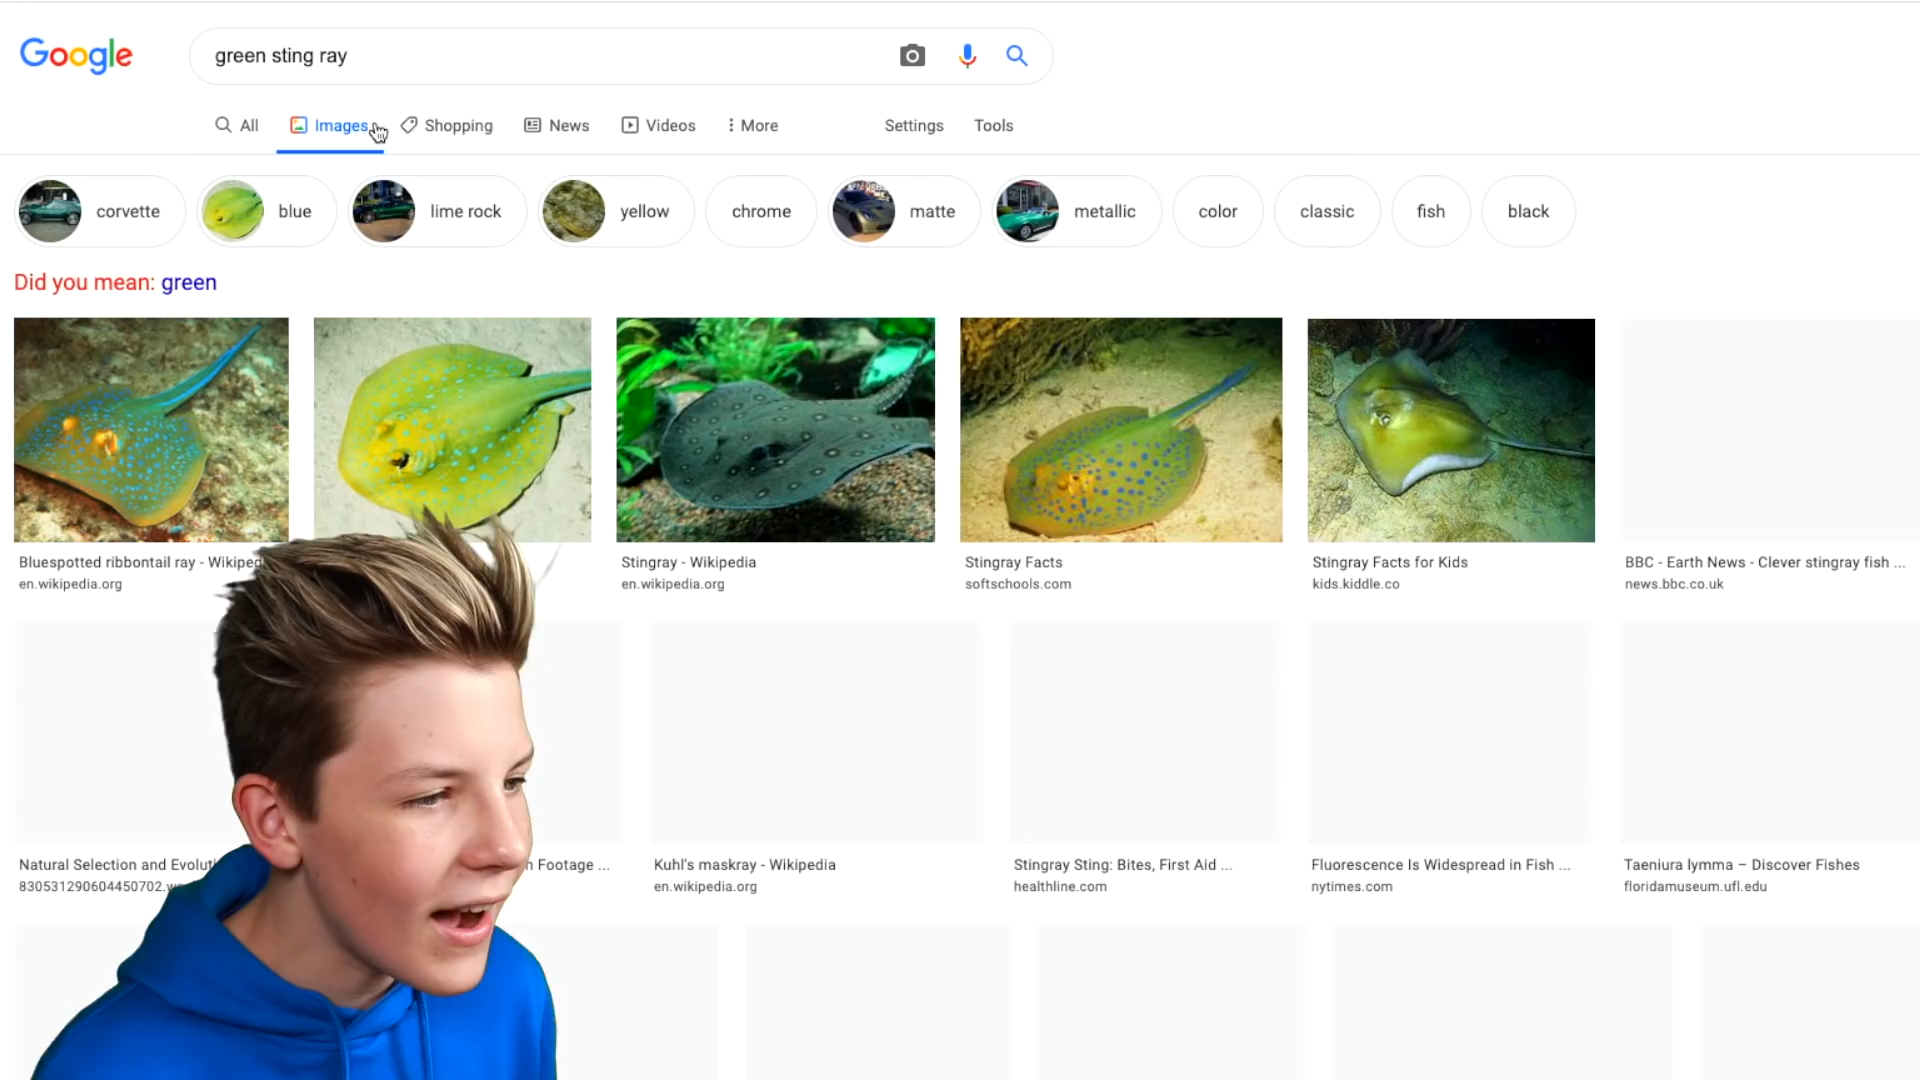 Google
green sting ray
All Images Shopping News Videos More Settings Tools
corvette blue lime rock yellow chrome matte metallic color classic fish black
Did you mean: green
Bluespotted ribbontail ray - Wikiped
en.wikipedia.org
Stingray - Wikipedia
en.wikipedia.org
Stingray Facts
softschools.com
Stingray Facts for Kids
kids.kiddle.co
BBC - Earth News - Clever stingray fish ...
news.bbc.co.uk
Natural Selection and Evoluti
830531290604450702.we
Footage ...
Kuhl's maskray - Wikipedia
en.wikipedia.org
Stingray Sting: Bites, First Aid ...
healthline.com
Fluorescence Is Widespread in Fish ...
nytimes.com
Taeniura lymma – Discover Fishes
floridamuseum.ufl.edu